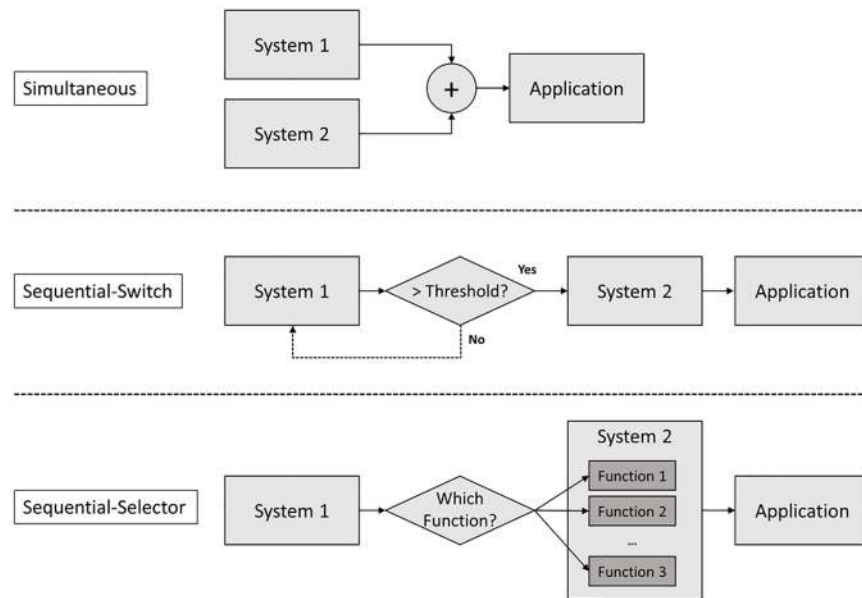 System 1
Simultaneous
+
Application
System 2
Sequential-Switch
System 1
> Threshold?
Yes
No
System 2
Application
Sequential-Selector
System 1
Which
Function?
System 2
Function 1
Function 2
...
Function 3
Application